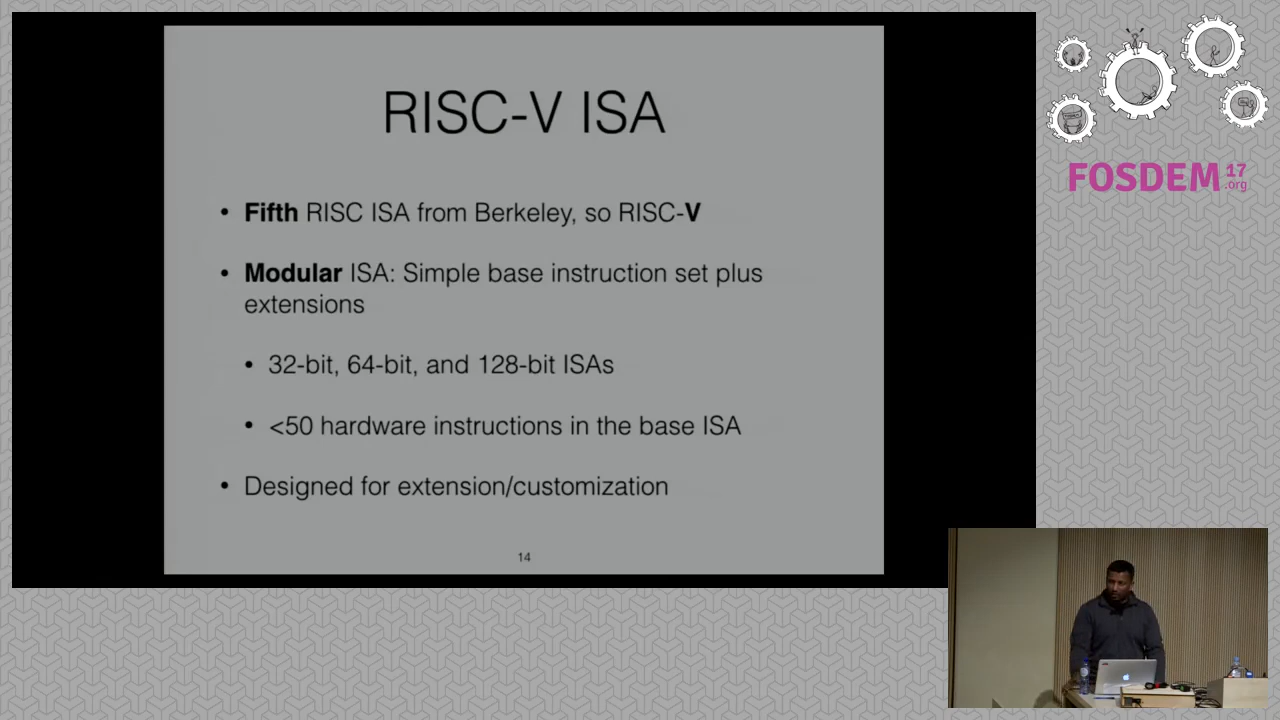 RISC-V ISA
• Fifth RISC ISA from Berkeley, so RISC-V
• Modular ISA: Simple base instruction set plus
extensions
• 32-bit, 64-bit, and 128-bit ISAs
• <50 hardware instructions in the base ISA
• Designed for extension/customization
14
FOSDEM 17
.org